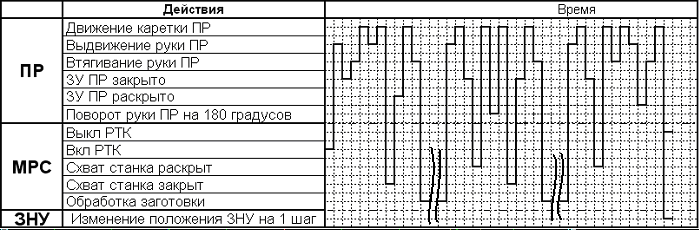 Действия Время
ПР
Движение каретки ПР
Выдвижение руки ПР
Втягивание руки ПР
ЗУ ПР закрыто
ЗУ ПР раскрыто
Поворот руки ПР на 180 градусов
МРС
Выкл РТК
Вкл РТК
Схват станка раскрыт
Схват станка закрыт
Обработка заготовки
ЗНУ Изменение положения ЗНУ на 1 шаг